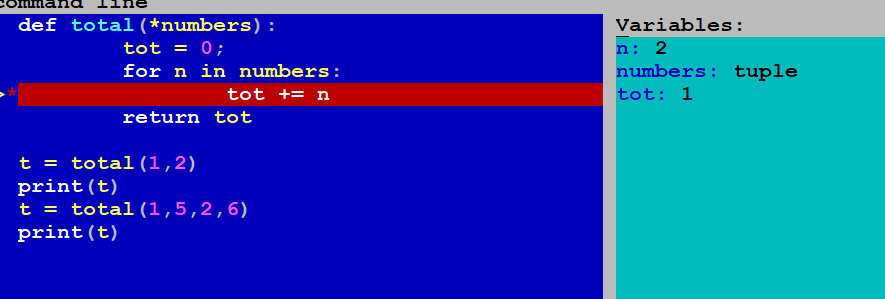 command line
def total(*numbers):
tot = 0;
for n in numbers:
>* tot += n
return tot
t = total(1,2)
print(t)
t = total(1,5,2,6)
print(t)
Variables:
n: 2
numbers: tuple
tot: 1